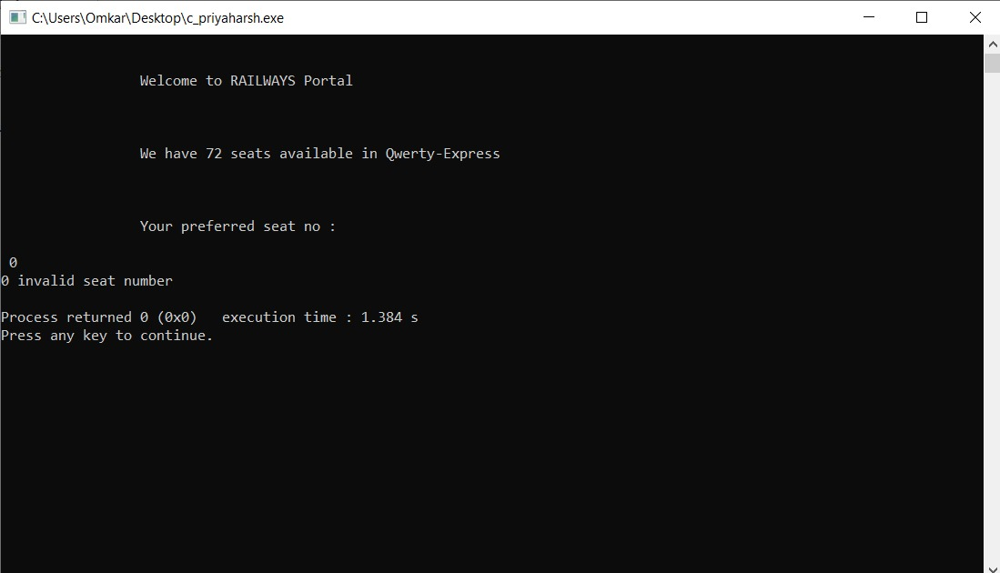 C:\Users\Omkar\Desktop\c_priyaharsh.exe
Welcome to RAILWAYS Portal
We have 72 seats available in Qwerty-Express
Your preferred seat no :
0
0 invalid seat number
Process returned 0 (0x0)   execution time : 1.384 s
Press any key to continue.